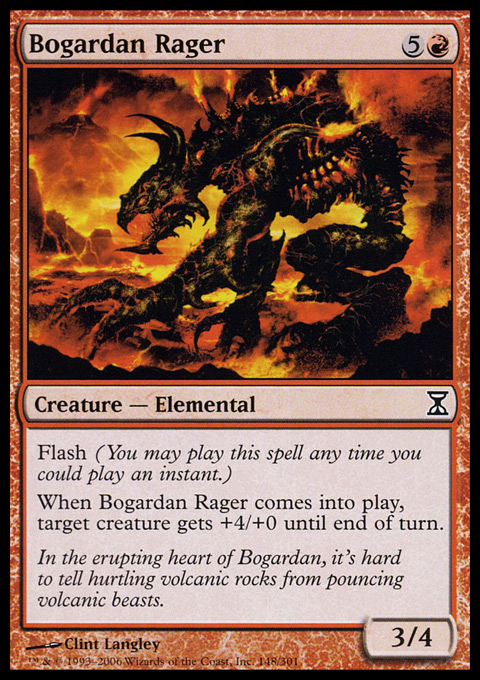 Bogardan Rager 5
Creature — Elemental
Flash (You may play this spell any time you
could play an instant.)
When Bogardan Rager comes into play,
target creature gets +4/+0 until end of turn.
In the erupting heart of Bogardan, it's hard
to tell hurtling volcanic rocks from pouncing
volcanic beasts.
3/4
Clint Langley
™ & © 1993–2006 Wizards of the Coast, Inc. 148/301